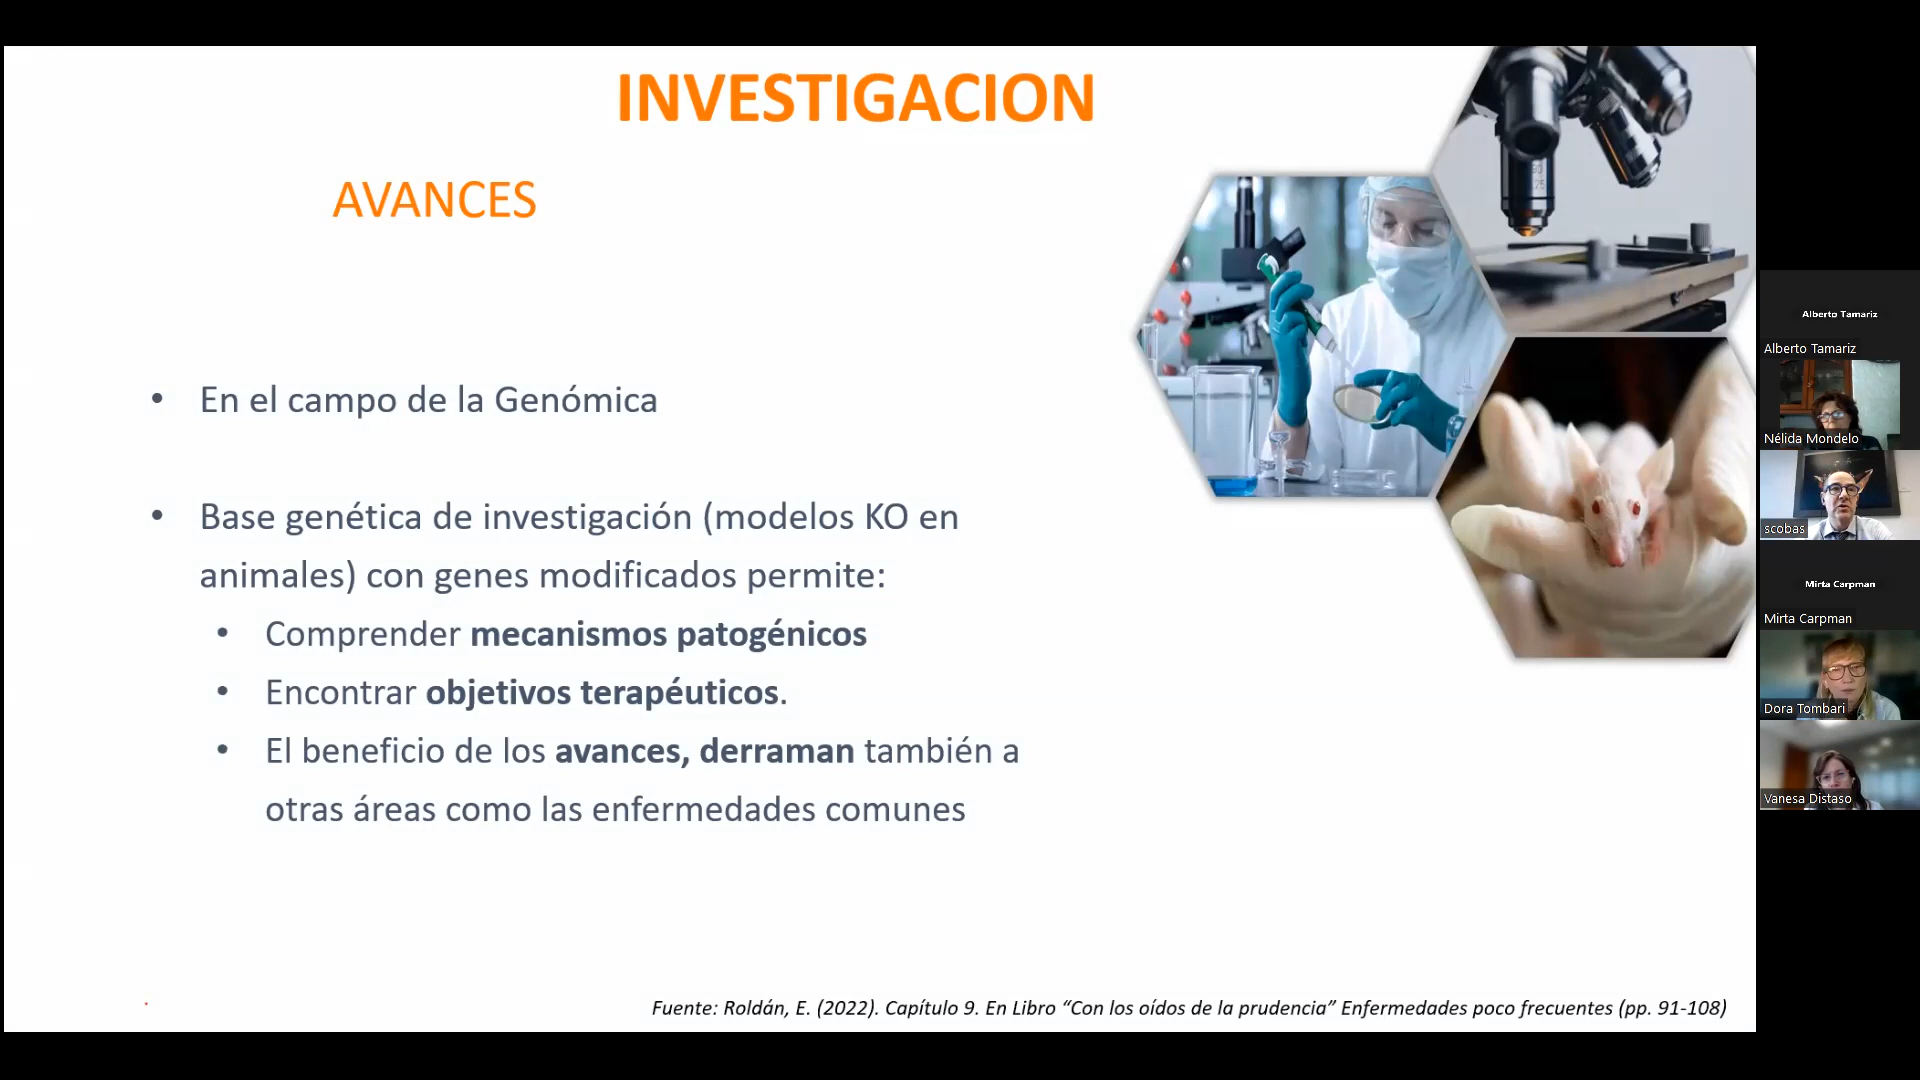 INVESTIGACION
AVANCES
• En el campo de la Genómica
• Base genética de investigación (modelos KO en
animales) con genes modificados permite:
• Comprender mecanismos patogénicos
• Encontrar objetivos terapéuticos.
• El beneficio de los avances, derraman también a
otras áreas como las enfermedades comunes
Fuente: Roldán, E. (2022). Capítulo 9. En Libro “Con los oídos de la prudencia” Enfermedades poco frecuentes (pp. 91-108)
Alberto Tamariz
Alberto Tamariz
Nélida Mondelo
scobas
Mirta Carpman
Mirta Carpman
Dora Tombari
Vanesa Distaso